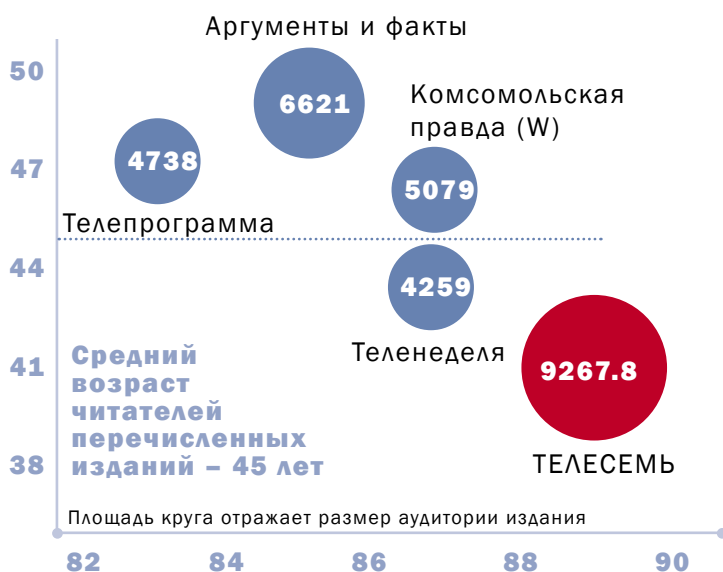 Аргументы и факты
50
6621
Комсомольская
правда (W)
47
4738
5079
Телепрограмма
44
4259
Теленеделя
41
Средний
возраст
читателей
перечисленных
изданий – 45 лет
9267.8
38
ТЕЛЕСЕМЬ
Площадь круга отражает размер аудитории издания
82 84 86 88 90